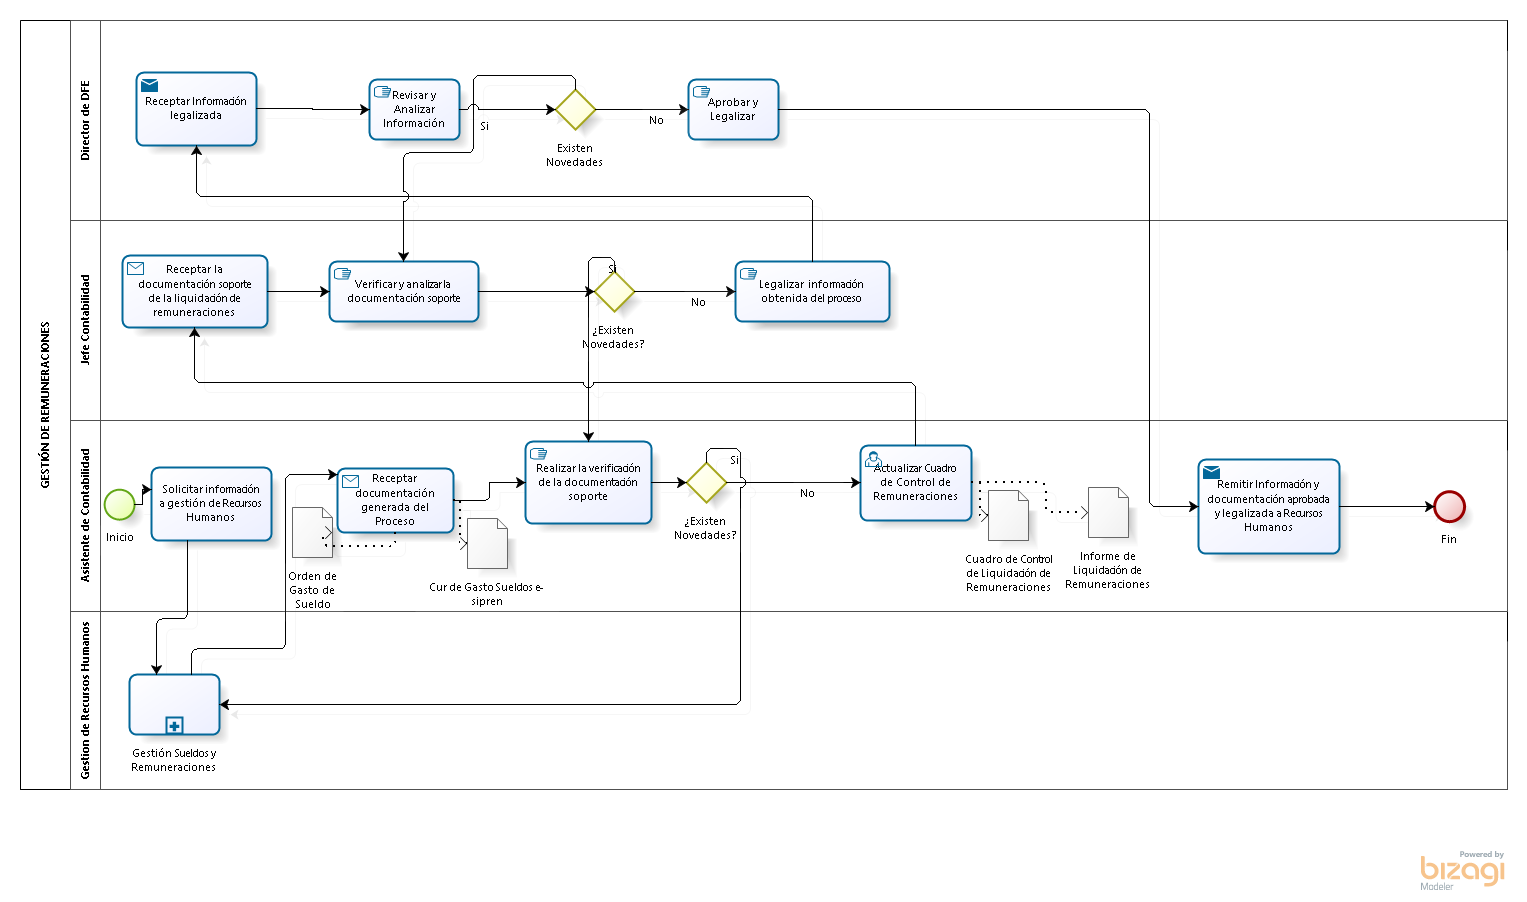 GESTIÓN DE REMUNERACIONES
Director de DFE
Receptar Información
legalizada
Revisar y
Analizar
Información
Si
Existen
Novedades
No
Aprobar y
Legalizar
Jefe Contabilidad
Receptar la
documentación soporte
de la liquidación de
remuneraciones
Verificar y analizar la
documentación soporte
Si
¿Existen
Novedades?
No
Legalizar información
obtenida del proceso
Asistente de Contabilidad
Inicio
Solicitar información
a gestión de Recursos
Humanos
Orden de
Gasto de
Sueldo
Receptar
documentación
generada del
Proceso
Cur de Gasto Sueldos e-
sipren
Realizar la verificación
de la documentación
soporte
Si
¿Existen
Novedades?
No
Actualizar Cuadro
de Control de
Remuneraciones
Cuadro de Control
de Liquidación de
Remuneraciones
Informe de
Liquidación de
Remuneraciones
Remitir Información y
documentación aprobada
y legalizada a Recursos
Humanos
Fin
Gestion de Recursos Humanos
Gestión Sueldos y
Remuneraciones
Powered by
bizagi
Modeler